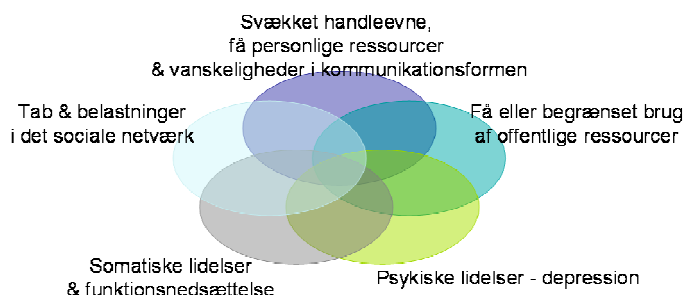 Svækket handleevne,
få personlige ressourcer
& vanskeligheder i kommunikationsformen
Tab & belastninger
i det sociale netværk
Få eller begrænset brug
af offentlige ressourcer
Somatiske lidelser
& funktionsnedsættelse
Psykiske lidelser - depression